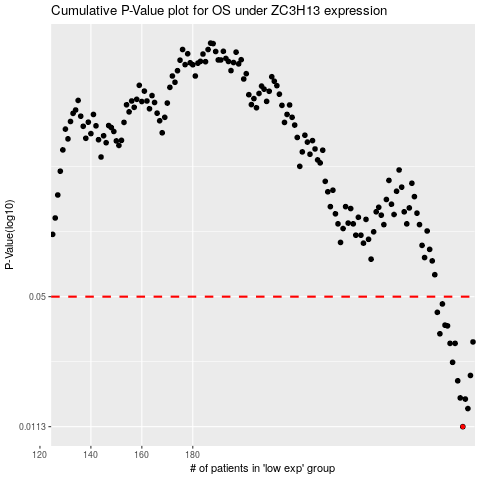 Cumulative P-Value plot for OS under ZC3H13 expression
P-Value(log10)
0.05
0.0113
120 140 160 180
# of patients in 'low exp' group